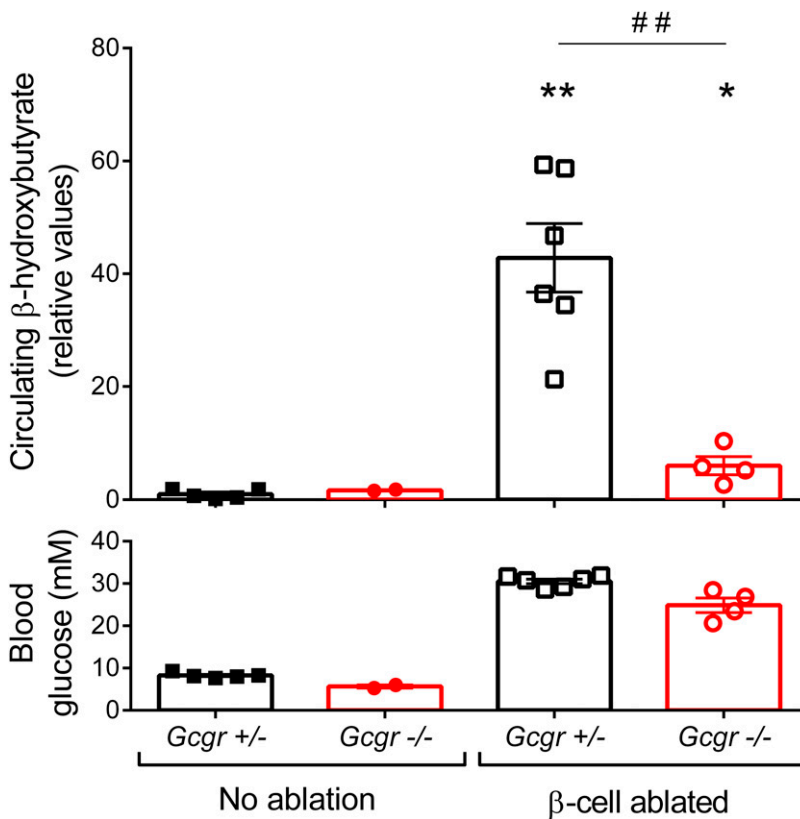 # #
80
** *
60
40
20
0
Circulating β-hydroxybutyrate
(relative values)
40
30
20
10
0
Blood
glucose (mM)
Gcgr +/- Gcgr -/- Gcgr +/- Gcgr -/-
No ablation β-cell ablated